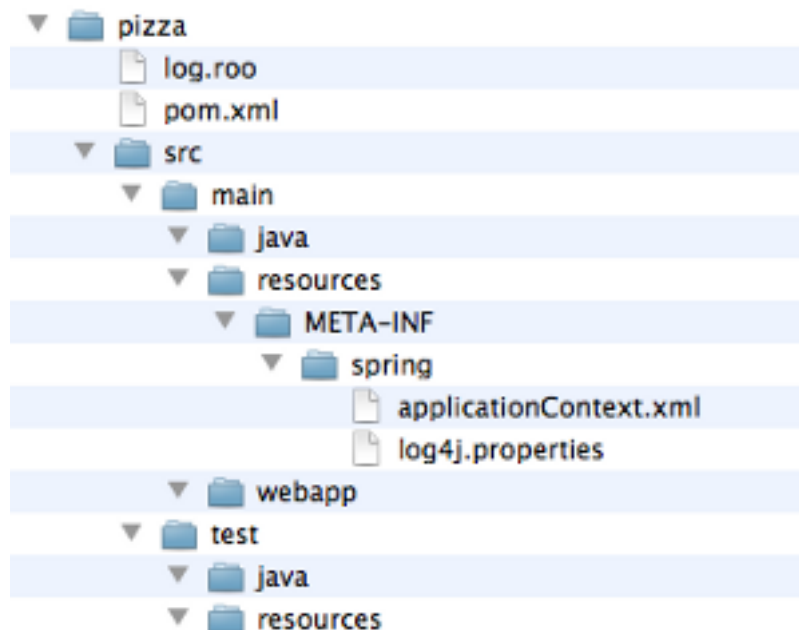 pizza
log.roo
pom.xml
src
main
java
resources
META-INF
spring
applicationContext.xml
log4j.properties
webapp
test
java
resources